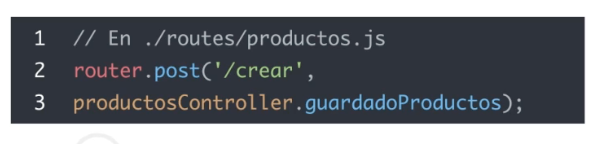 1 // En ./routes/productos.js
2 router.post('/crear',
3 productosController.guardadoProductos);